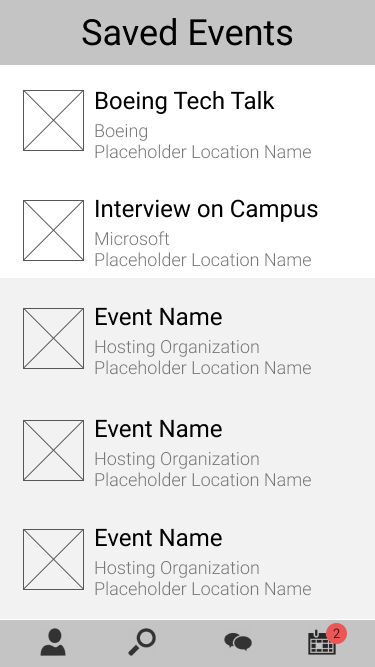 Saved Events
Boeing Tech Talk
Boeing
Placeholder Location Name
Interview on Campus
Microsoft
Placeholder Location Name
Event Name
Hosting Organization
Placeholder Location Name
Event Name
Hosting Organization
Placeholder Location Name
Event Name
Hosting Organization
Placeholder Location Name
2